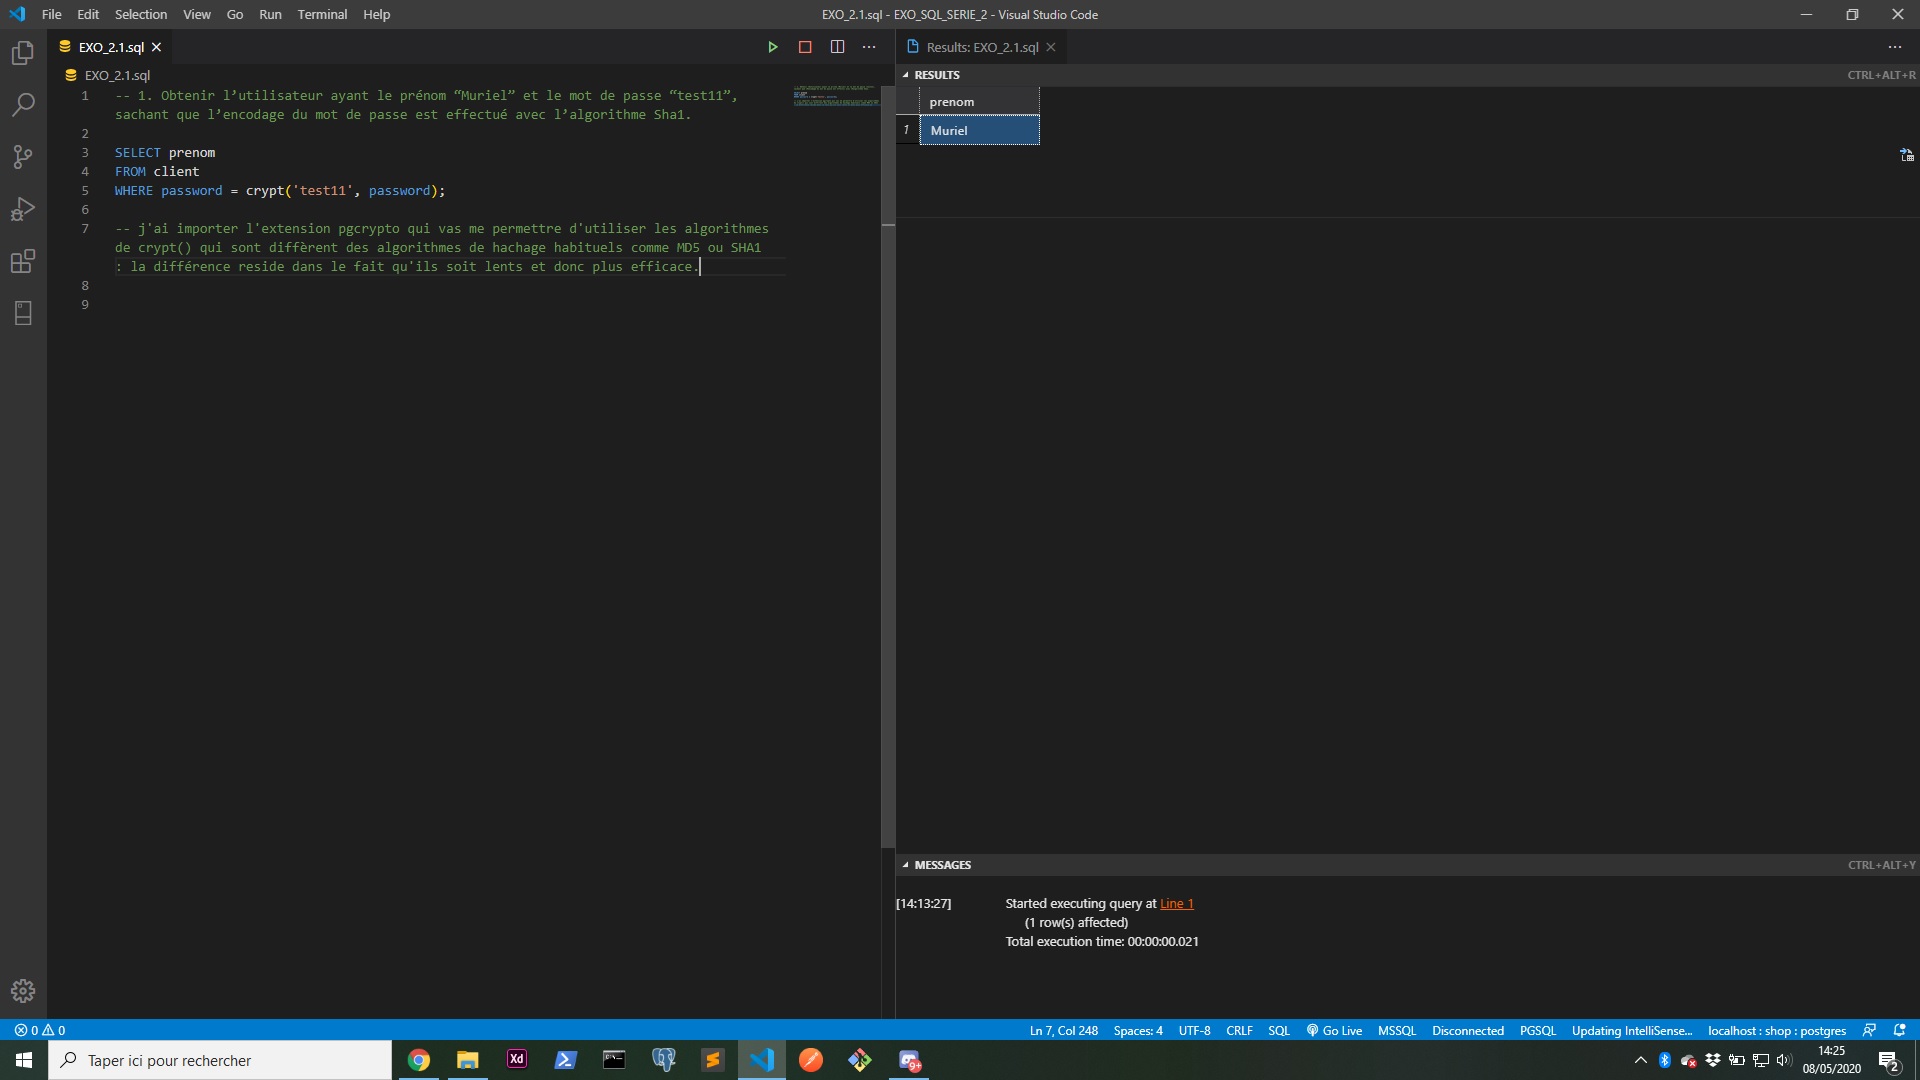 File Edit Selection View Go Run Terminal Help
EXO_2.1.sql - EXO_SQL_SERIE_2 - Visual Studio Code
EXO_2.1.sql
Results: EXO_2.1.sql
EXO_2.1.sql
RESULTS
CTRL+ALT+R
1 -- 1. Obtenir l’utilisateur ayant le prénom “Muriel” et le mot de passe “test11”,
sachant que l’encodage du mot de passe est effectué avec l’algorithme Sha1.
2
3 SELECT prenom
4 FROM client
5 WHERE password = crypt('test11', password);
6
7 -- j'ai importer l'extension pgcrypto qui vas me permettre d'utiliser les algorithmes
de crypt() qui sont diffèrent des algorithmes de hachage habituels comme MD5 ou SHA1
: la différence reside dans le fait qu'ils soit lents et donc plus efficace.
8
9
prenom
1 Muriel
MESSAGES
CTRL+ALT+Y
[14:13:27] Started executing query at Line 1
(1 row(s) affected)
Total execution time: 00:00:00.021
0 0
Ln 7, Col 248 Spaces: 4 UTF-8 CRLF SQL Go Live MSSQL Disconnected PGSQL Updating IntelliSense... localhost : shop : postgres
Taper ici pour rechercher
Xd
9+
14:25
08/05/2020
2